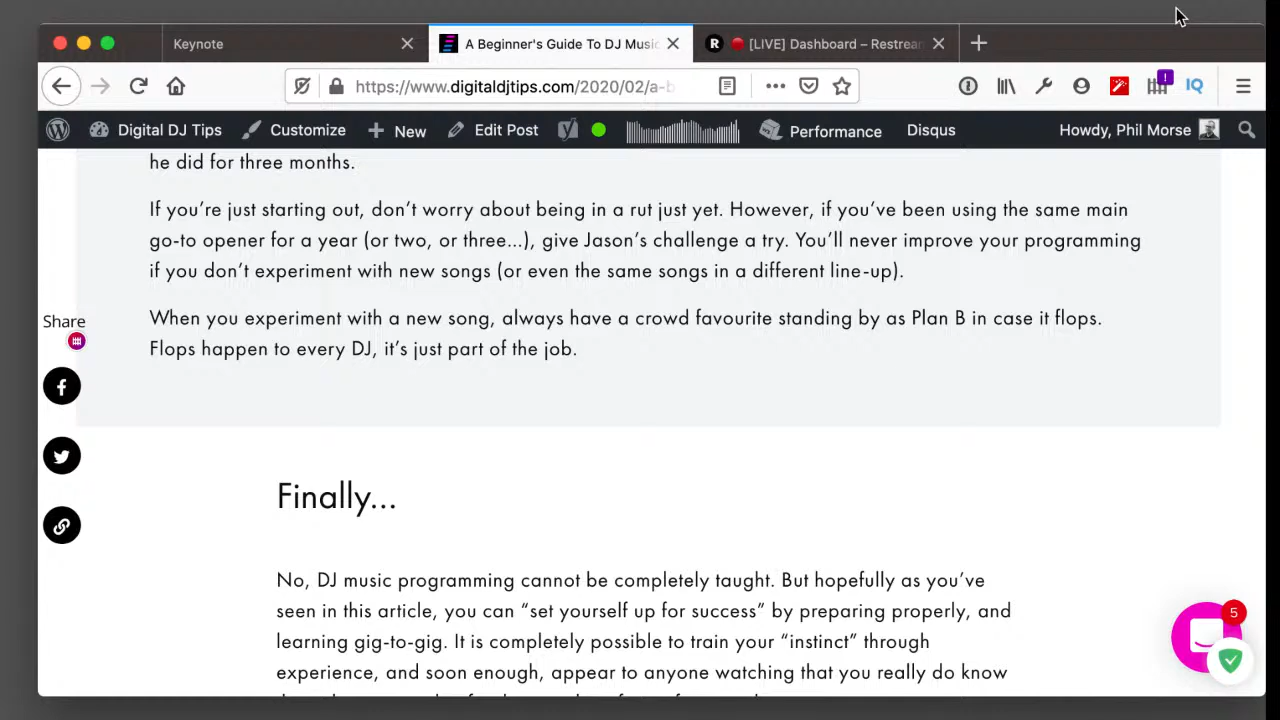 Keynote
A Beginner's Guide To DJ Music
[LIVE] Dashboard – Restrear
https://www.digitaldjtips.com/2020/02/a-b
IQ
Digital DJ Tips Customize New Edit Post Performance Disqus Howdy, Phil Morse
he did for three months.
If you're just starting out, don't worry about being in a rut just yet. However, if you've been using the same main
go-to opener for a year (or two, or three...), give Jason's challenge a try. You'll never improve your programming
if you don't experiment with new songs (or even the same songs in a different line-up).
When you experiment with a new song, always have a crowd favourite standing by as Plan B in case it flops.
Flops happen to every DJ, it's just part of the job.
Share
Finally...
No, DJ music programming cannot be completely taught. But hopefully as you've
seen in this article, you can “set yourself up for success” by preparing properly, and
learning gig-to-gig. It is completely possible to train your “instinct” through
experience, and soon enough, appear to anyone watching that you really do know
5